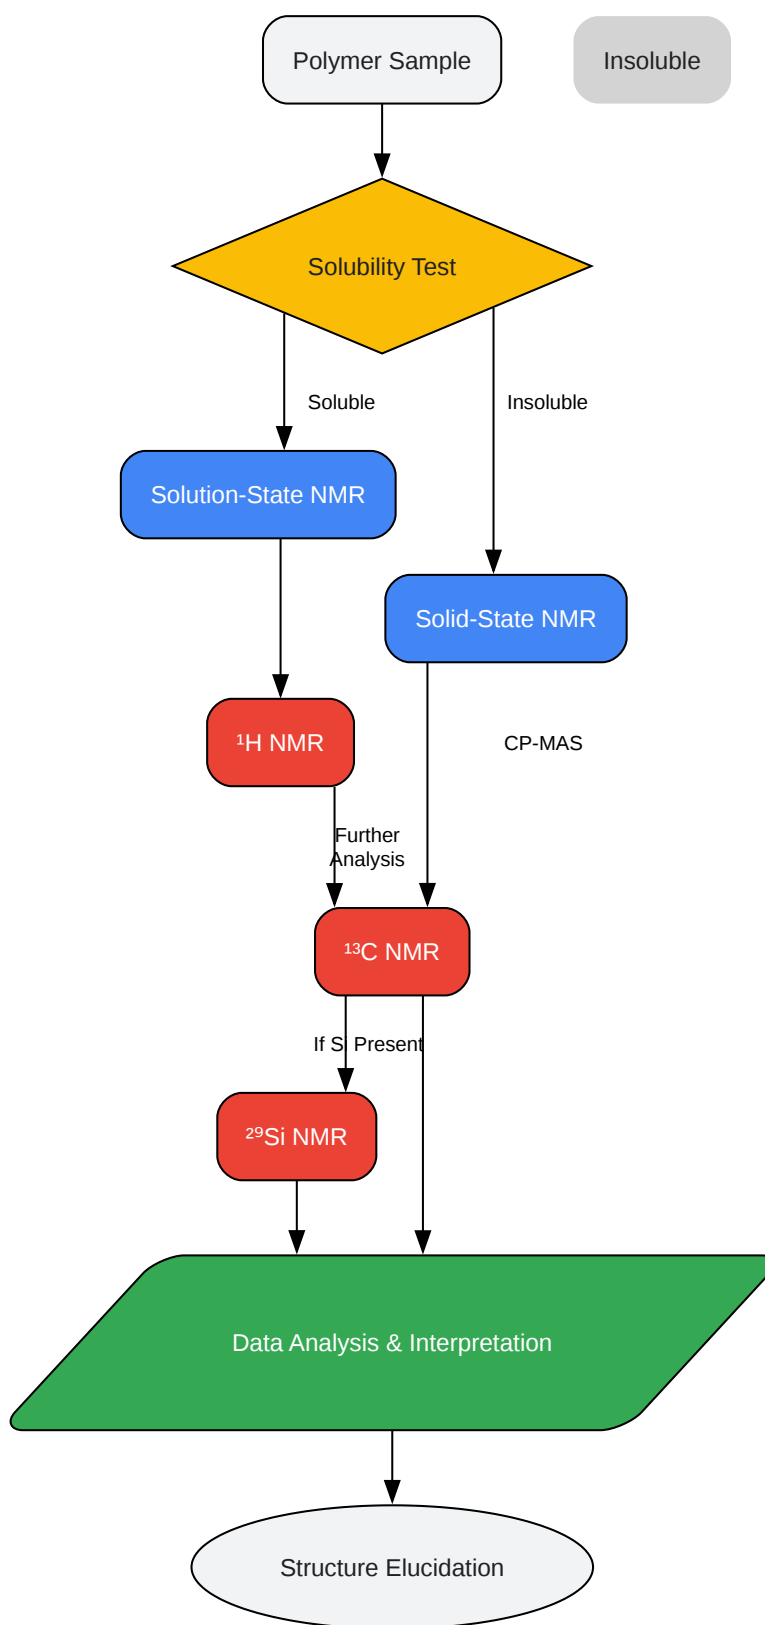 Polymer Sample
Insoluble
Solubility Test
Soluble
Insoluble
Solution-State NMR
Solid-State NMR
¹H NMR
CP-MAS
Further
Analysis
¹³C NMR
If Si Present
²⁹Si NMR
Data Analysis & Interpretation
Structure Elucidation